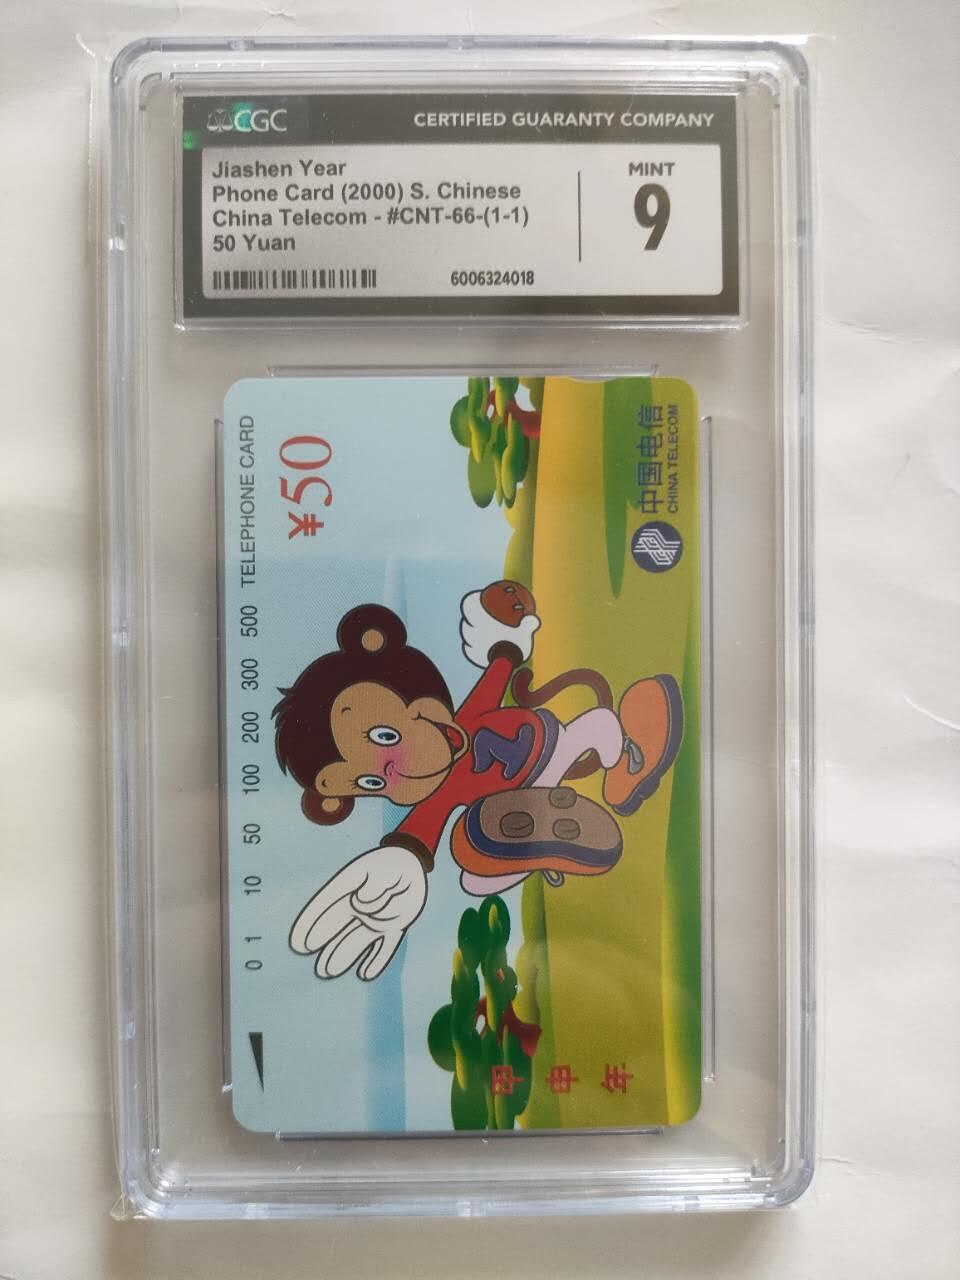 CGC
CERTIFIED GUARANTY COMPANY
Jiashen Year
Phone Card (2000) S. Chinese
China Telecom - #CNT-66-(1-1)
50 Yuan
MINT
9
6006324018
0 1 10 50 100 200 300 500 TELEPHONE CARD
¥50
中国电信
CHINA TELECOM
甲申年